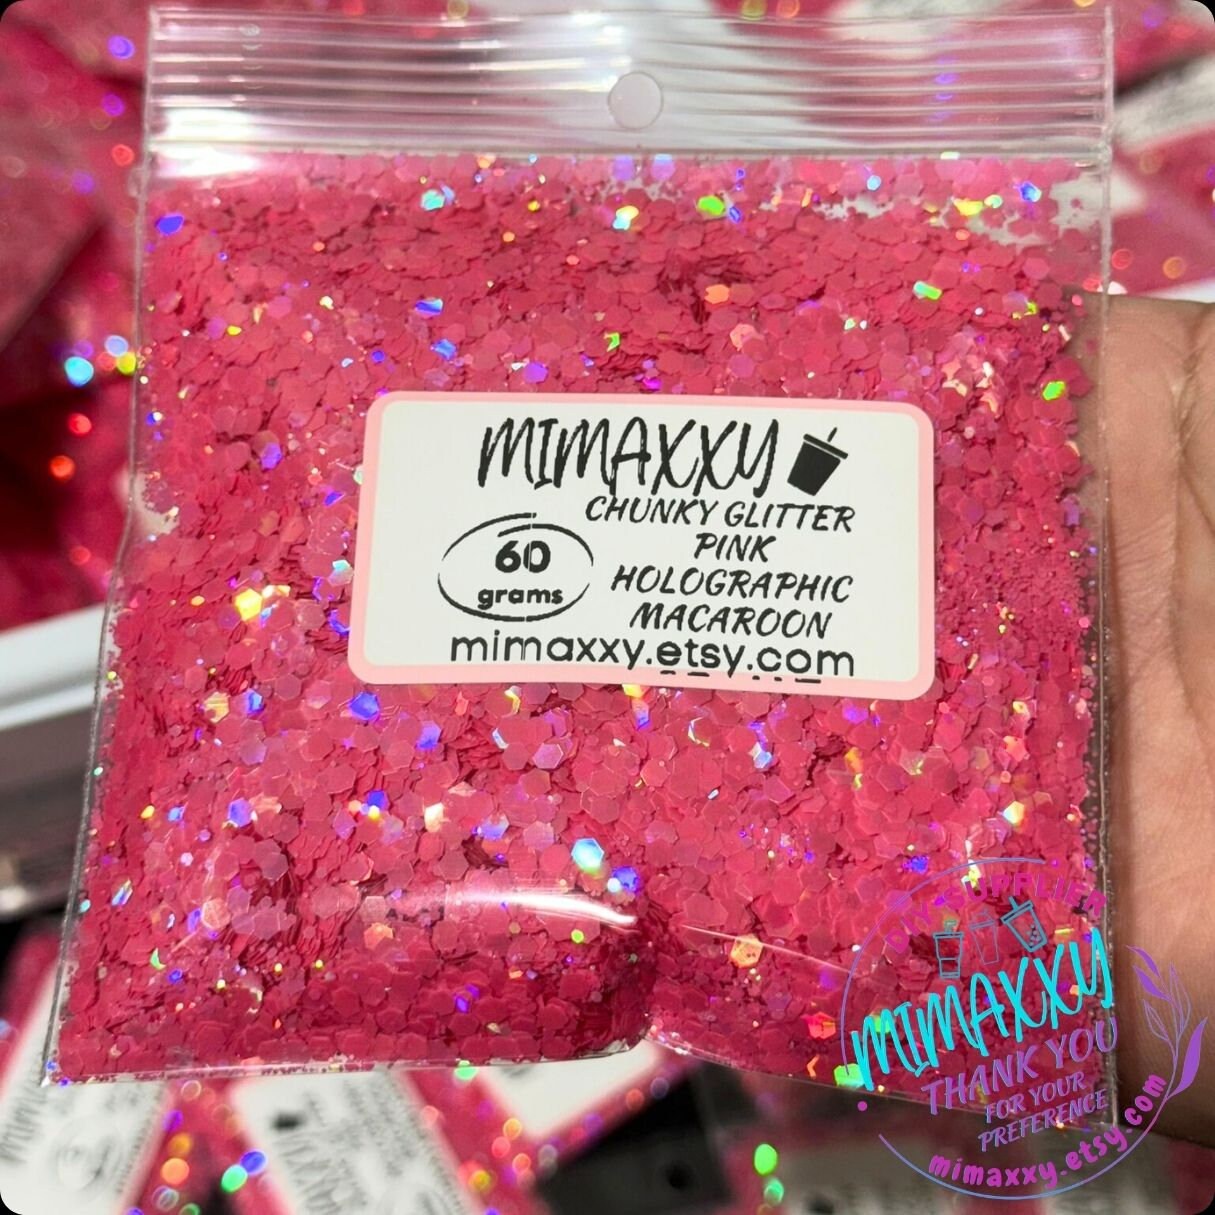 MIMAXXY
CHUNKY GLITTER
PINK
HOLOGRAPHIC
MACAROON
60
grams
mimaxxy.etsy.com
DIY SUPPLIER
MIMAXXY
THANK YOU
FOR YOUR
PREFERENCE
mimaxxy.etsy.com